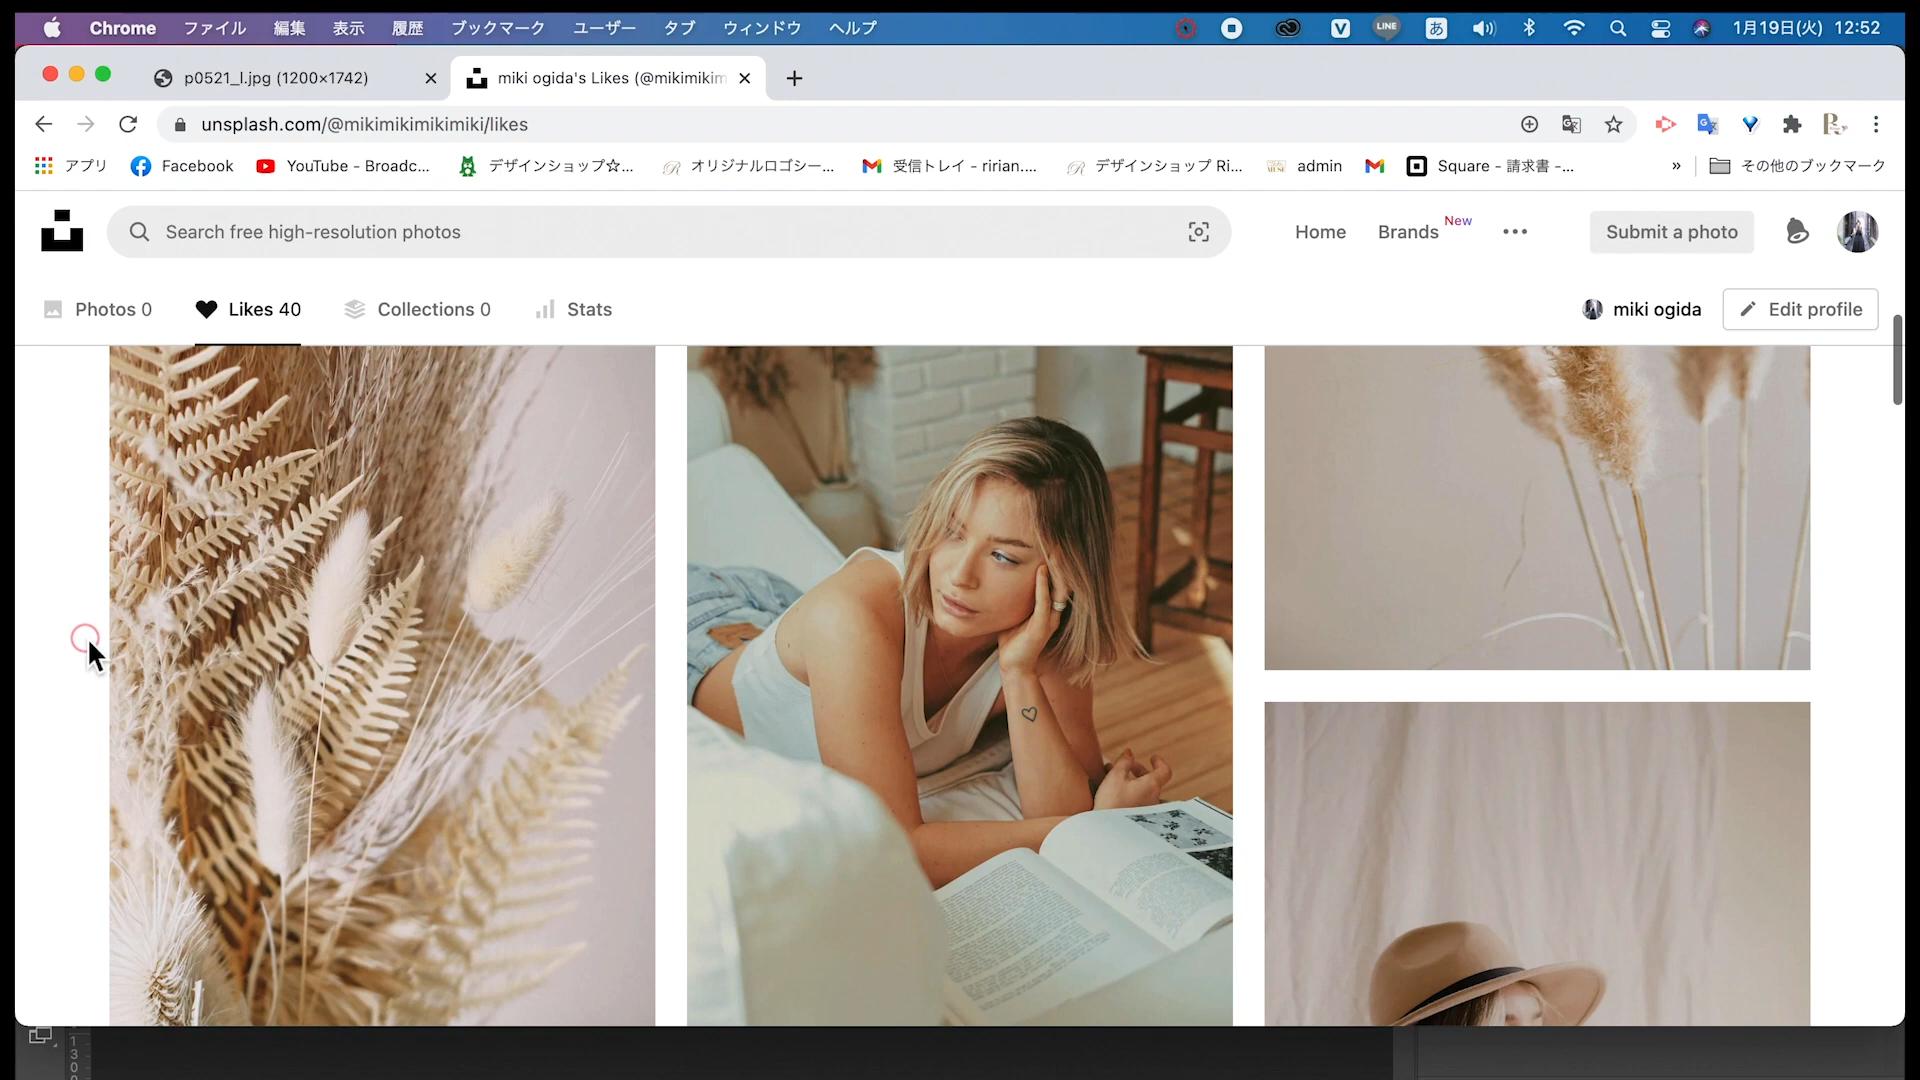 Chrome ファイル 編集 表示 履歴 ブックマーク ユーザー タブ ウィンドウ ヘルプ LINE あ 1月19日(火) 12:52
p0521_l.jpg (1200×1742) miki ogida's Likes (@mikimikim
unsplash.com/@mikimikimikimiki/likes
アプリ Facebook YouTube - Broadc... デザインショップ☆... オリジナルロゴシー... 受信トレイ - ririan.... デザインショップ Ri... admin Square - 請求書 -... » その他のブックマーク
Search free high-resolution photos Home Brands New Submit a photo
Photos 0 Likes 40 Collections 0 Stats miki ogida Edit profile
1
3
0